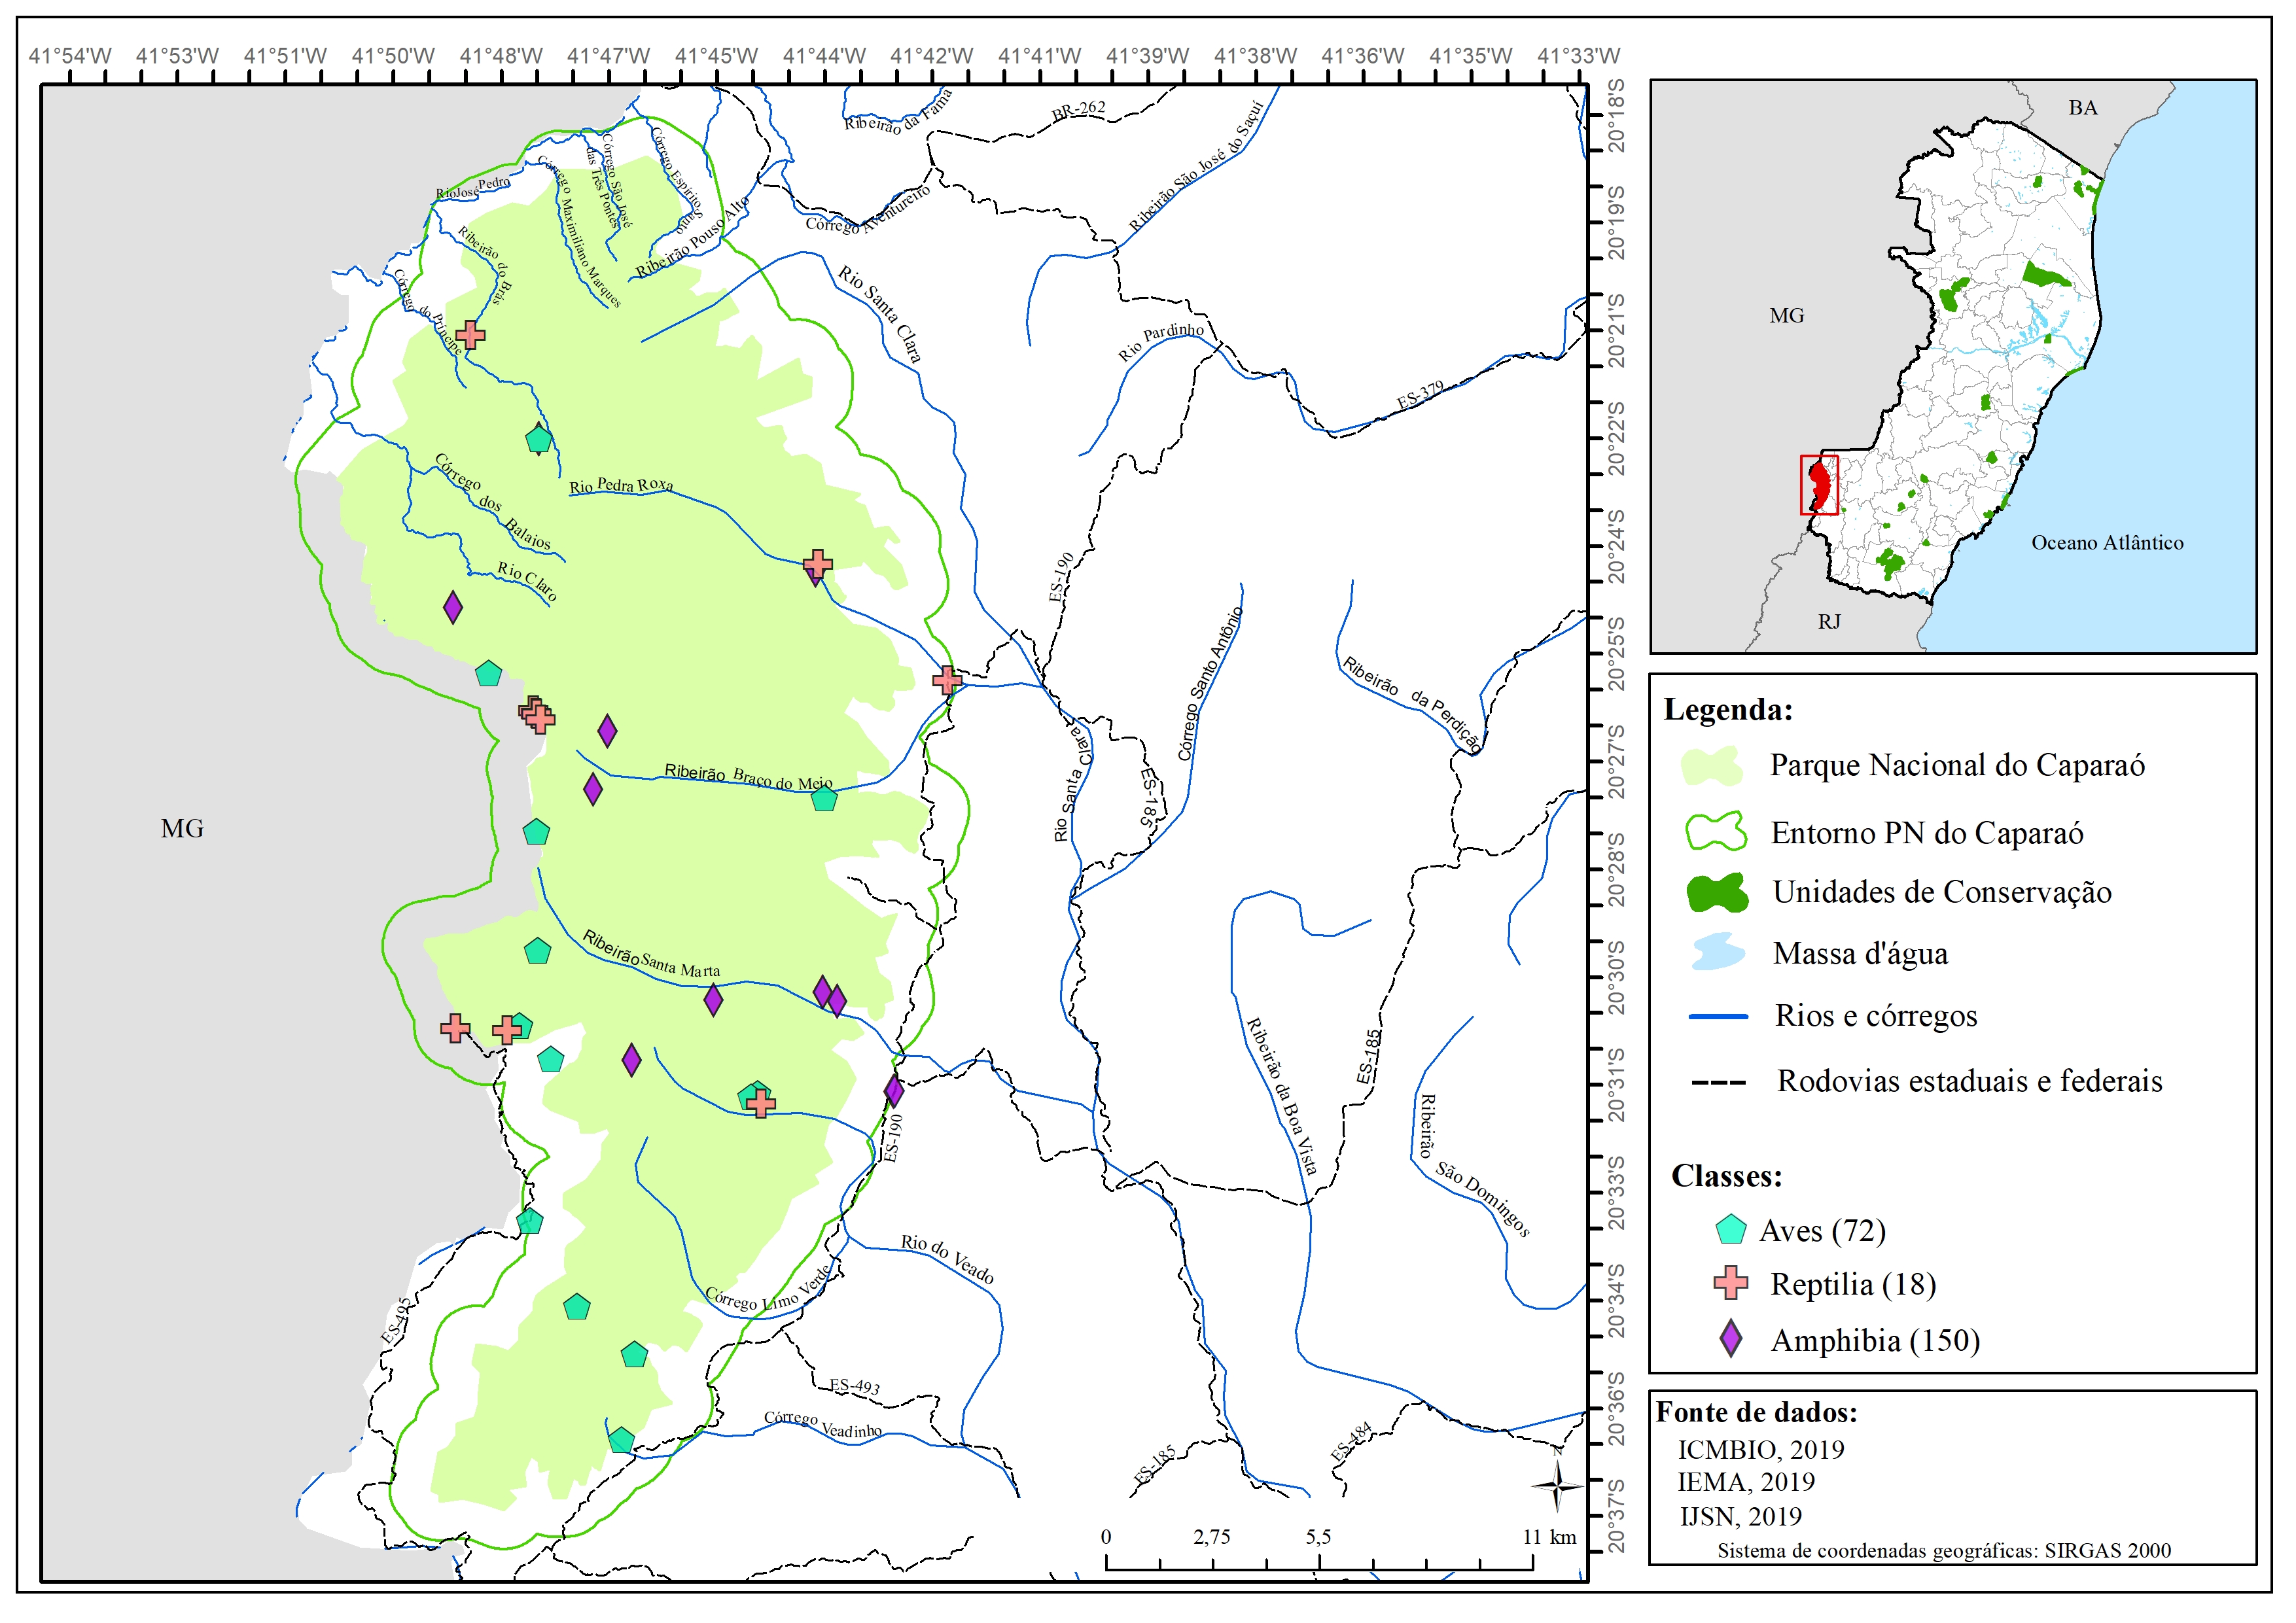 41°54'W 41°53'W 41°51'W 41°50'W 41°48'W 41°47'W 41°45'W 41°44'W 41°42'W 41°41'W 41°39'W 41°38'W 41°36'W 41°35'W 41°33'W
20°18'S
20°19'S
20°21'S
20°22'S
20°24'S
20°25'S
20°27'S
20°28'S
20°30'S
20°31'S
20°33'S
20°34'S
20°36'S
20°37'S
Ribeirão da Fama
BR-262
Ribeirão São José do Saçuí
Córrego Espirito Santo
Córrego São José
das Três Pontes
Córrego Maximiliano Marques
Rio José Pedro
Ribeirão Pouso Alto
Córrego Aventureiro
Ribeirão do Brás
Córrego do Príncipe
Rio Santa Clara
Rio Pardinho
ES-379
Córrego dos Balaios
Rio Pedra Roxa
Rio Claro
ES-190
Córrego Santo Antônio
Ribeirão da Perdição
Rio Santa Clara
ES-185
Ribeirão Braço do Meio
MG
Ribeirão Santa Marta
Ribeirão da Boa Vista
ES-185
Ribeirão São Domingos
ES-190
Rio do Veado
Córrego Limo Verde
ES-495
ES-493
Córrego Veadinho
ES-185
ES-484
N
0 2,75 5,5 11 km
BA
MG
Oceano Atlântico
RJ
Legenda:
Parque Nacional do Caparaó
Entorno PN do Caparaó
Unidades de Conservação
Massa d'água
Rios e córregos
Rodovias estaduais e federais
Classes:
Aves (72)
Reptilia (18)
Amphibia (150)
Fonte de dados:
ICMBIO, 2019
IEMA, 2019
IJSN, 2019
Sistema de coordenadas geográficas: SIRGAS 2000